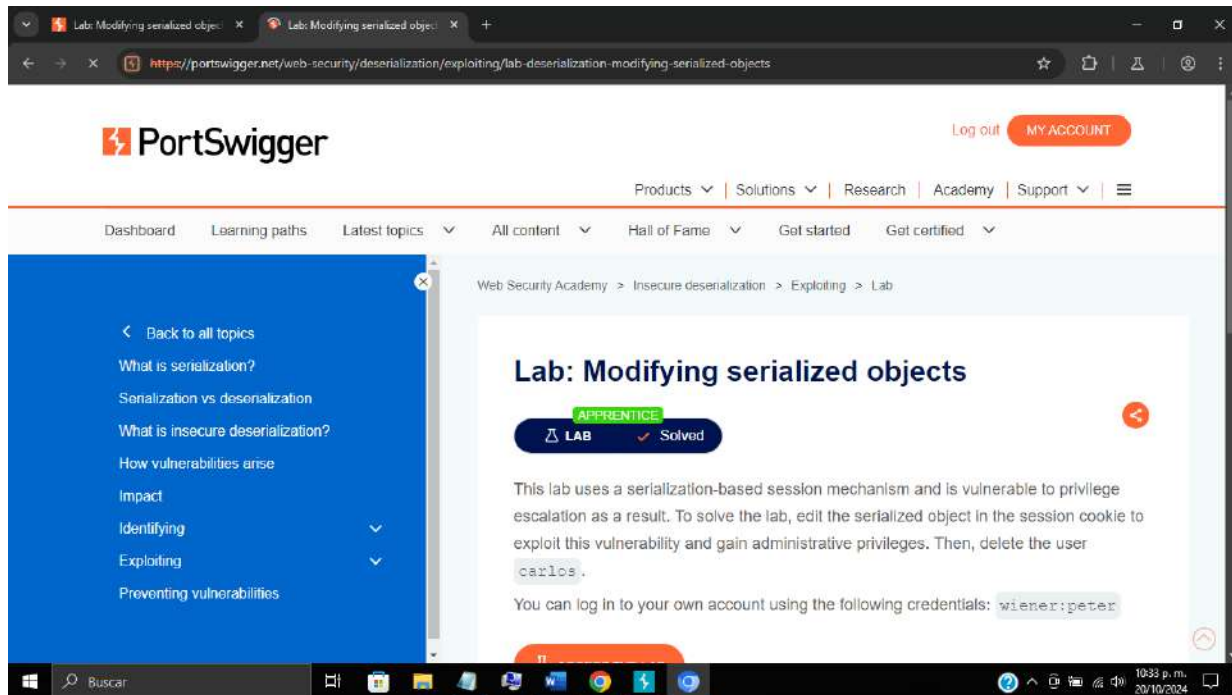 Lab: Modifying serialized objec
Lab: Modifying serialized objec
https://portswigger.net/web-security/deserialization/exploiting/lab-deserialization-modifying-serialized-objects
PortSwigger
Log out
MY ACCOUNT
Products | Solutions | Research | Academy | Support |
Dashboard Learning paths Latest topics All content Hall of Fame Get started Get certified
Web Security Academy > Insecure deserialization > Exploiting > Lab
Back to all topics
What is serialization?
Serialization vs deserialization
What is insecure deserialization?
How vulnerabilities arise
Impact
Identifying
Exploiting
Preventing vulnerabilities
Lab: Modifying serialized objects
APPRENTICE
LAB Solved
This lab uses a serialization-based session mechanism and is vulnerable to privilege
escalation as a result. To solve the lab, edit the serialized object in the session cookie to
exploit this vulnerability and gain administrative privileges. Then, delete the user
carlos.
You can log in to your own account using the following credentials: wiener:peter
Buscar
10:33 p. m.
20/10/2024